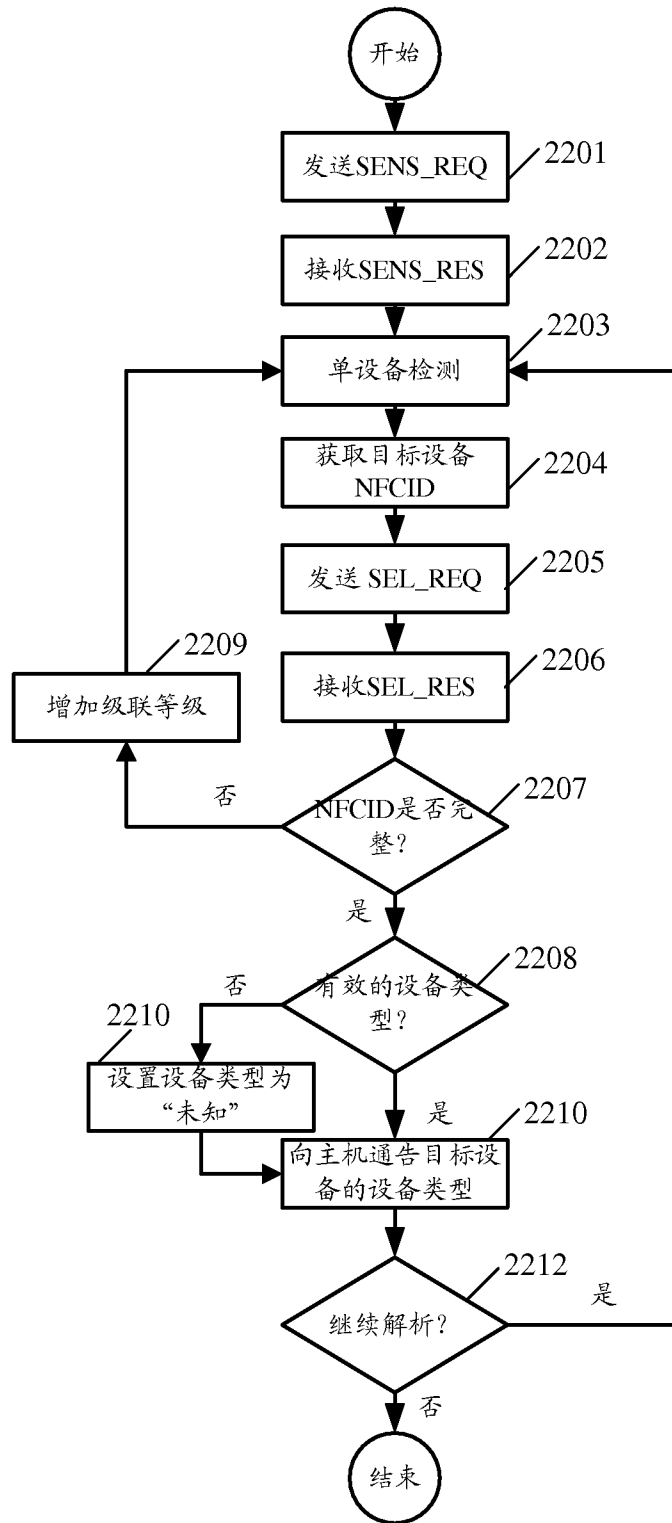 开始
发送SENS_REQ
2201
接收SENS_RES
2202
单设备检测
2203
获取目标设备
NFCID
2204
发送 SEL_REQ
2205
接收SEL_RES
2206
增加级联等级
2209
NFCID是否完
整？
2207
否
是
有效的设备类
型？
2208
否
设置设备类型为
“未知”
2210
是
向主机通告目标设
备的设备类型
2210
继续解析？
2212
是
否
结束